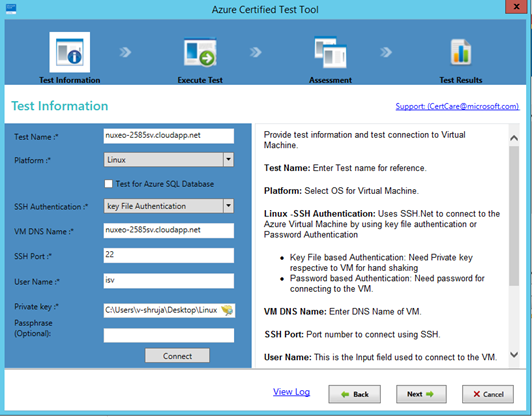 Azure Certified Test Tool
X
Test Information
Execute Test
Assessment
Test Results
Test Information
Support: (CertCare@microsoft.com)
Test Name :*
nuxeo-2585sv.cloudapp.net
Platform :*
Linux
Test for Azure SQL Database
SSH Authentication :*
key File Authentication
VM DNS Name :*
nuxeo-2585sv.cloudapp.net
SSH Port :*
22
User Name :*
isv
Private key :*
C:\Users\v-shruja\Desktop\Linux
Passphrase
(Optional):
Connect
Provide test information and test connection to Virtual
Machine.
Test Name: Enter Test name for reference.
Platform: Select OS for Virtual Machine.
Linux -SSH Authentication: Uses SSH.Net to connect to the
Azure Virtual Machine by using key file authentication or
Password Authentication
• Key File based Authentication: Need Private key
respective to VM for hand shaking
• Password based Authentication: Need password for
connecting to the VM.
VM DNS Name: Enter DNS Name of VM.
SSH Port: Port number to connect using SSH.
User Name: This is the Input field used to connect to the VM.
View Log
Back
Next
Cancel